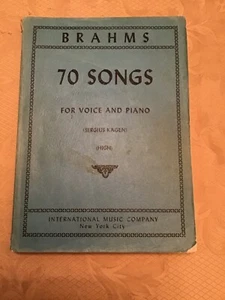 BRAHMS
70 SONGS
FOR VOICE AND PIANO
(SERGIUS KAGEN)
(HIGH)
INTERNATIONAL MUSIC COMPANY
New York City